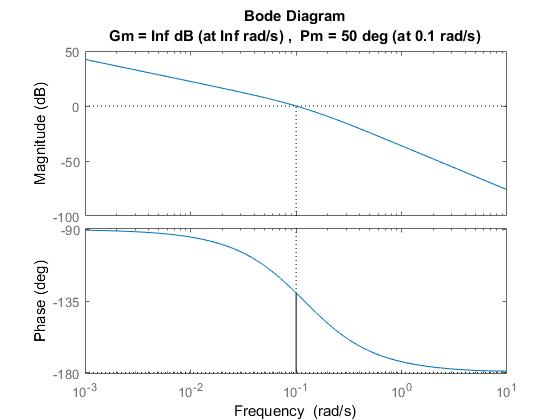 Bode Diagram
Gm = Inf dB (at Inf rad/s) , Pm = 50 deg (at 0.1 rad/s)
50
0
-50
-100
Magnitude (dB)
-90
-135
-180
Phase (deg)
10^-3 10^-2 10^-1 10^0 10^1
Frequency (rad/s)